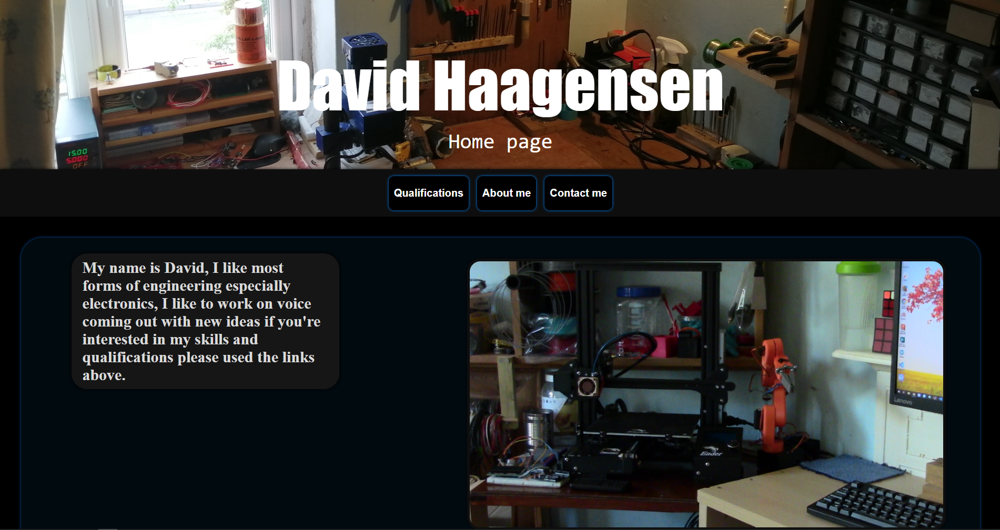 David Haagensen
Home page
15.00
5.000
OFF
Qualifications
About me
Contact me
My name is David, I like most
forms of engineering especially
electronics, I like to work on voice
coming out with new ideas if you're
interested in my skills and
qualifications please used the links
above.
Lenovo
Ender
Ender